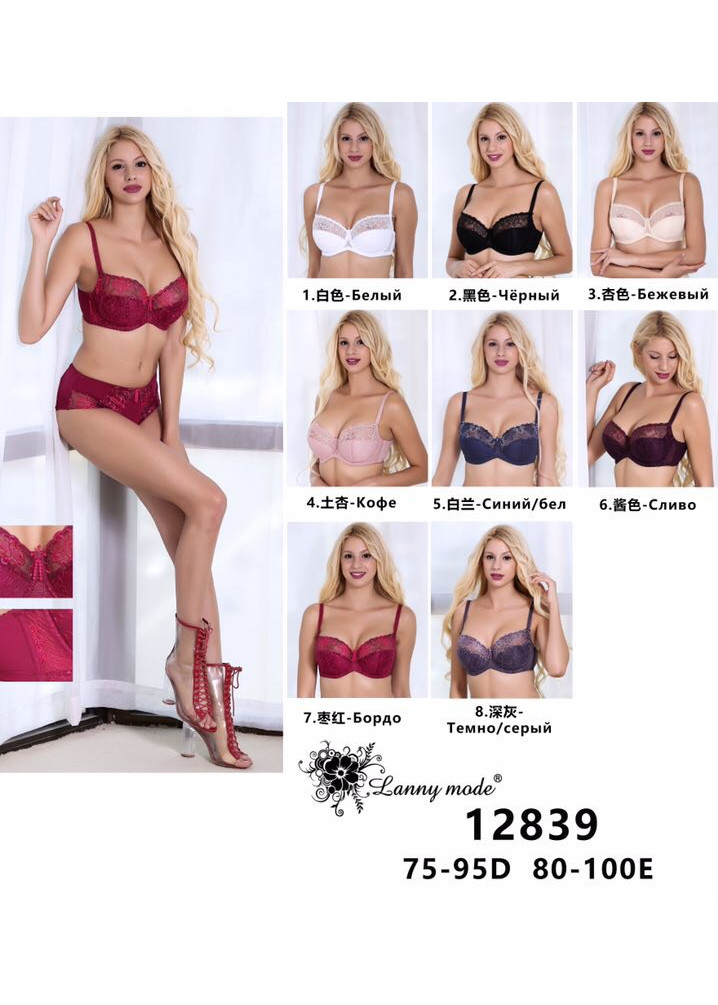 1.白色-Белый
2.黑色-Чёрный
3.杏色-Бежевый
4.土杏-Кофе
5.白兰-Синий/бел
6.酱色-Сливо
7.枣红-Бордо
8.深灰-
Темно/серый
Lanny mode®
12839
75-95D 80-100E